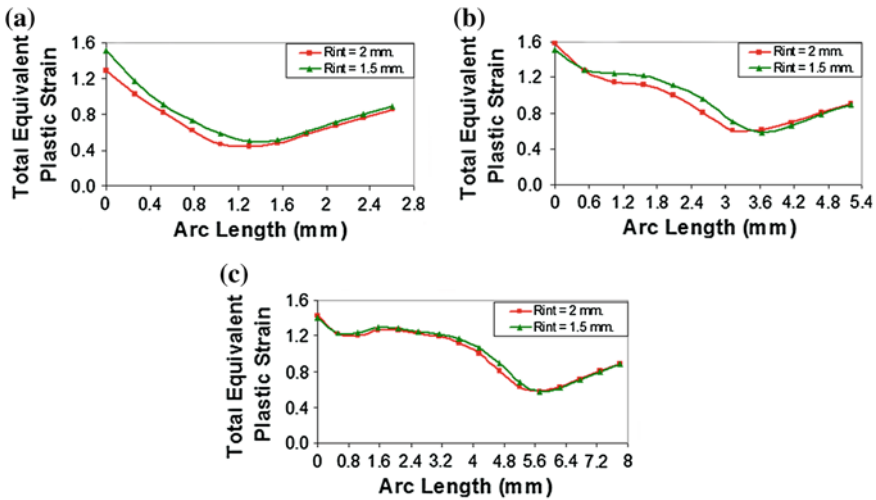 (a)
Total Equivalent
Plastic Strain
1.6
1.2
0.8
0.4
0.0
Rint = 2 mm.
Rint = 1.5 mm.
0 0.4 0.8 1.2 1.6 2 2.4 2.8
Arc Length (mm)
(b)
Total Equivalent
Plastic Strain
1.6
1.2
0.8
0.4
0.0
Rint = 2 mm.
Rint = 1.5 mm.
0 0.6 1.2 1.8 2.4 3 3.6 4.2 4.8 5.4
Arc Length (mm)
(c)
Total Equivalent
Plastic Strain
1.6
1.2
0.8
0.4
0.0
Rint = 2 mm.
Rint = 1.5 mm.
0 0.8 1.6 2.4 3.2 4 4.8 5.6 6.4 7.2 8
Arc Length (mm)